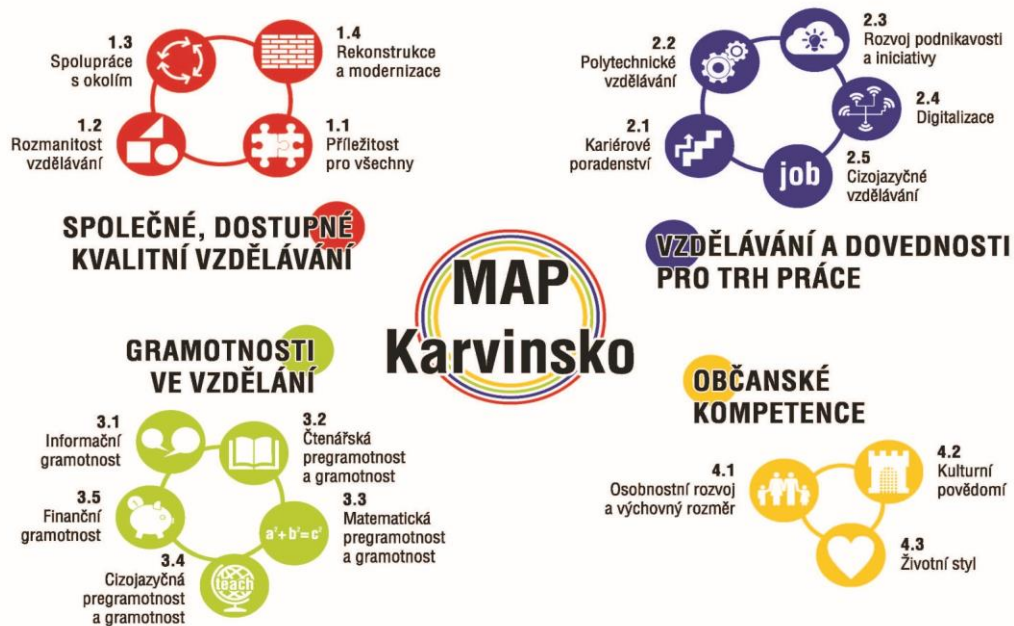 1.3
Spolupráce
s okolím
1.4
Rekonstrukce
a modernizace
1.2
Rozmanitost
vzdělávání
1.1
Příležitost
pro všechny
SPOLEČNÉ, DOSTUPNÉ
KVALITNÍ VZDĚLÁVÁNÍ
2.2
Polytechnické
vzdělávání
2.3
Rozvoj podnikavosti
a iniciativy
2.1
Kariérové
poradenství
2.4
Digitalizace
job
2.5
Cizojazyčné
vzdělávání
VZDĚLÁVÁNÍ A DOVEDNOSTI
PRO TRH PRÁCE
MAP
Karvinsko
GRAMOTNOSTI
VE VZDĚLÁNÍ
3.1
Informační
gramotnost
3.2
Čtenářská
pregramotnost
a gramotnost
3.5
Finanční
gramotnost
a²+b²=c²
3.3
Matematická
pregramotnost
a gramotnost
3.4
Cizojazyčná
pregramotnost
a gramotnost
teach
OBČANSKÉ
KOMPETENCE
4.1
Osobnostní rozvoj
a výchovný rozměr
4.2
Kulturní
povědomí
4.3
Životní styl